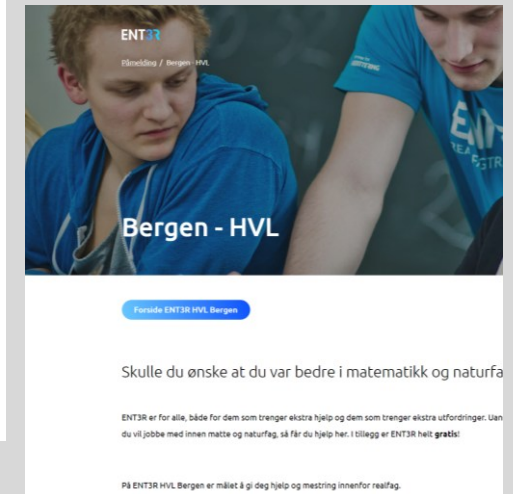 ENT3R
Påmelding / Bergen - HVL
Bergen - HVL
Forside ENT3R HVL Bergen
Skulle du ønske at du var bedre i matematikk og naturfa
ENT3R er for alle, både for dem som trenger ekstra hjelp og dem som trenger ekstra utfordringer. Uan
du vil jobbe med innen matte og naturfag, så får du hjelp her. I tillegg er ENT3R helt gratis!
På ENT3R HVL Bergen er målet å gi deg hjelp og mestring innenfor realfag.